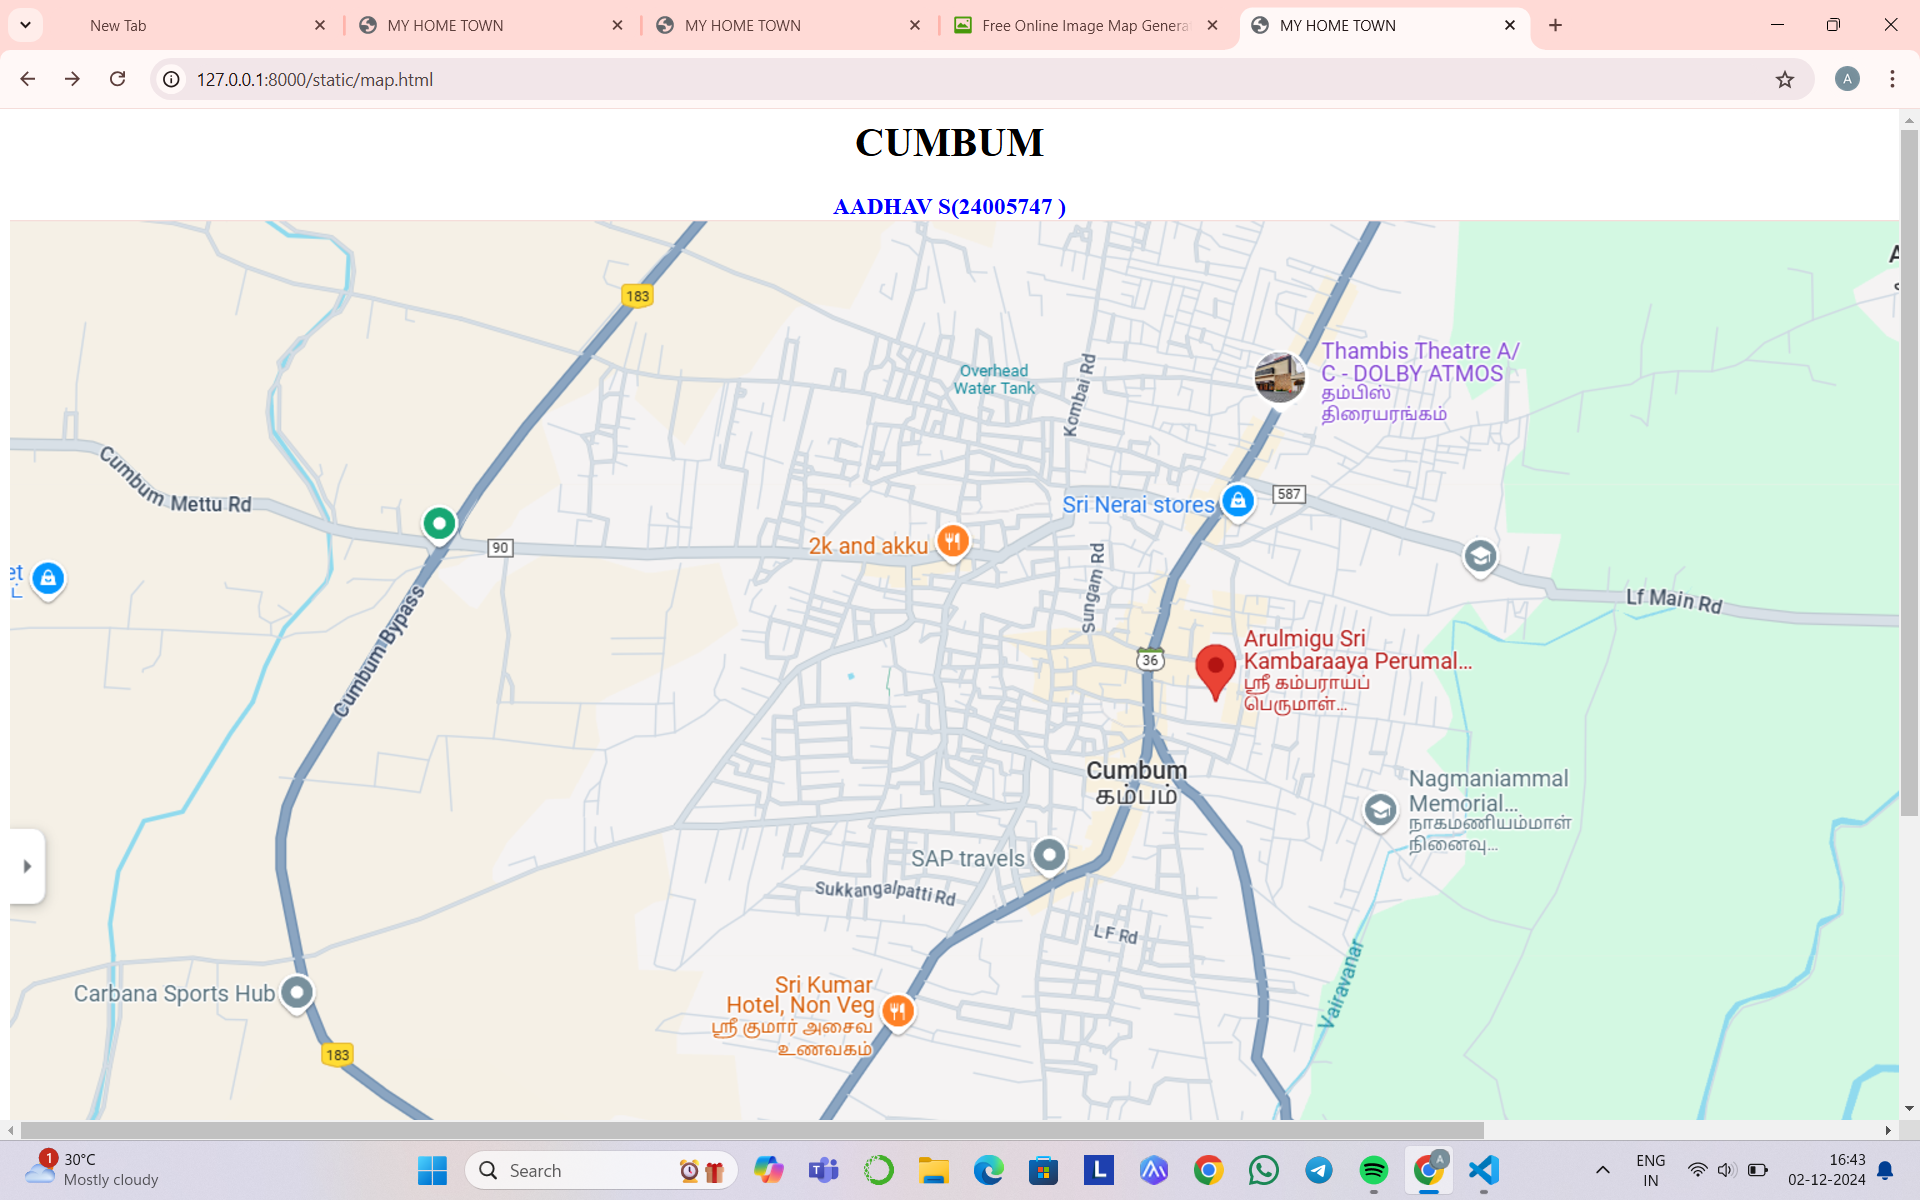 New Tab
MY HOME TOWN
MY HOME TOWN
Free Online Image Map Genera
MY HOME TOWN
127.0.0.1:8000/static/map.html
A
CUMBUM
AADHAV S(24005747 )
183
Thambis Theatre A/
C - DOLBY ATMOS
தம்பிஸ்
திரையரங்கம்
Overhead
Water Tank
Kombai Rd
Cumbum Mettu Rd
587
Sri Nerai stores
90
2k and akku
Sungam Rd
et
Lf Main Rd
Cumbum Bypass
36
Arulmigu Sri
Kambaraaya Perumal...
ஸ்ரீ கம்பராயப்
பெருமாள்...
Cumbum
கம்பம்
Nagmaniammal
Memorial...
நாகமணியம்மாள்
நினைவு...
SAP travels
Sukkangalpatti Rd
L F Rd
Vairavanar
Carbana Sports Hub
Sri Kumar
Hotel, Non Veg
ஸ்ரீ குமார் அசைவ
உணவகம்
183
1
30°C
Mostly cloudy
Search
L
A
ENG
IN
16:43
02-12-2024